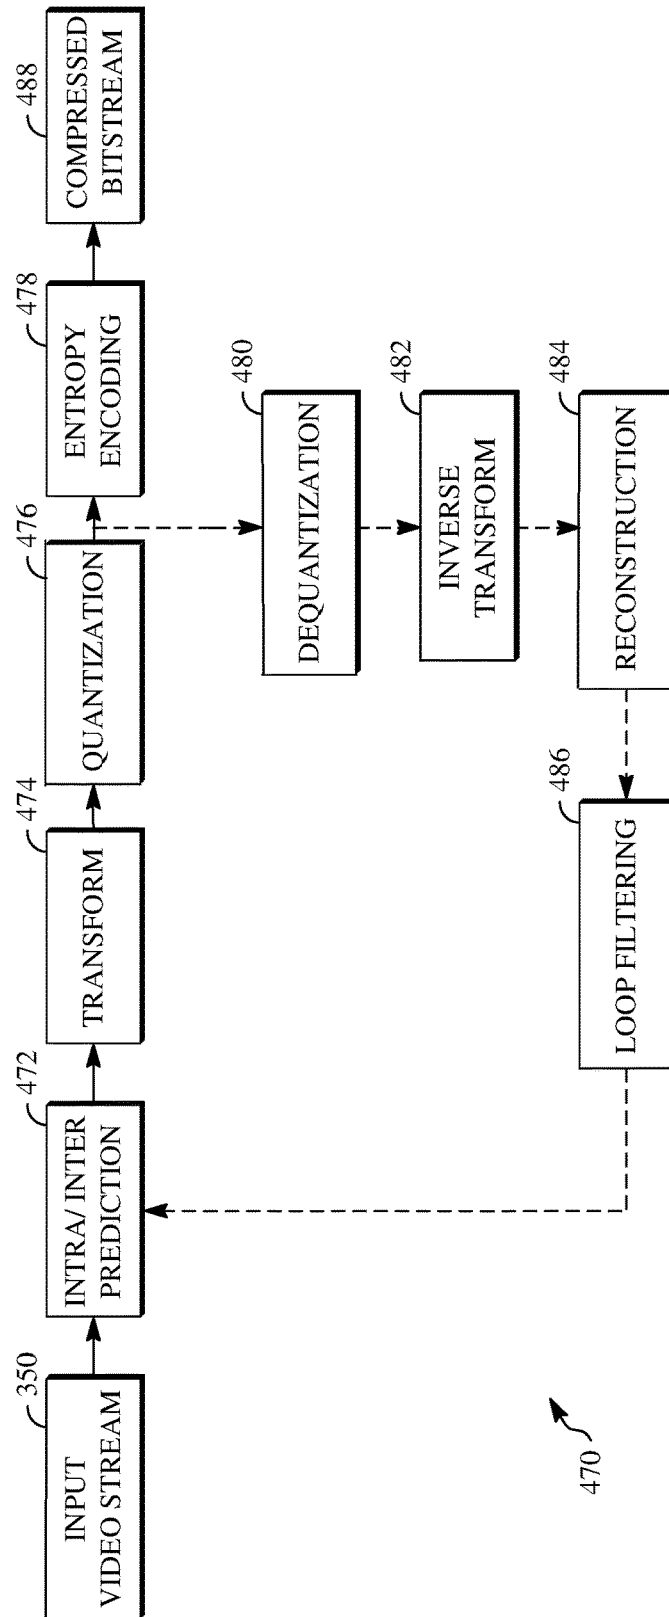 350
INPUT
VIDEO STREAM
472
INTRA/ INTER
PREDICTION
474
TRANSFORM
476
QUANTIZATION
478
ENTROPY
ENCODING
488
COMPRESSED
BITSTREAM
480
DEQUANTIZATION
482
INVERSE
TRANSFORM
484
RECONSTRUCTION
486
LOOP FILTERING
470